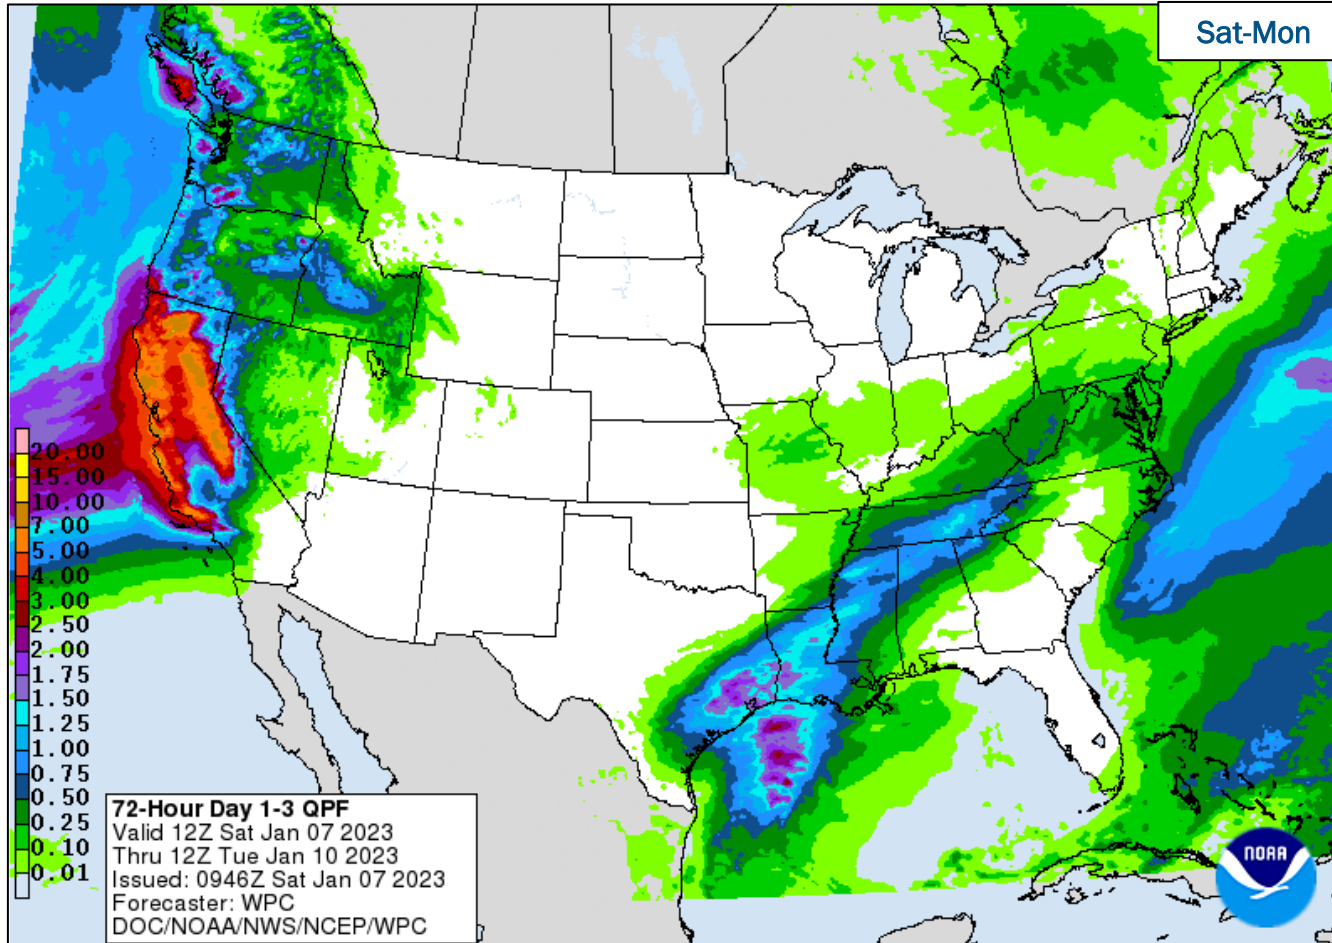 Sat-Mon
20.00
15.00
10.00
7.00
5.00
4.00
3.00
2.50
2.00
1.75
1.50
1.25
1.00
0.75
0.50
0.25
0.10
0.01
72-Hour Day 1-3 QPF
Valid 12Z Sat Jan 07 2023
Thru 12Z Tue Jan 10 2023
Issued: 0946Z Sat Jan 07 2023
Forecaster: WPC
DOC/NOAA/NWS/NCEP/WPC
NOAA